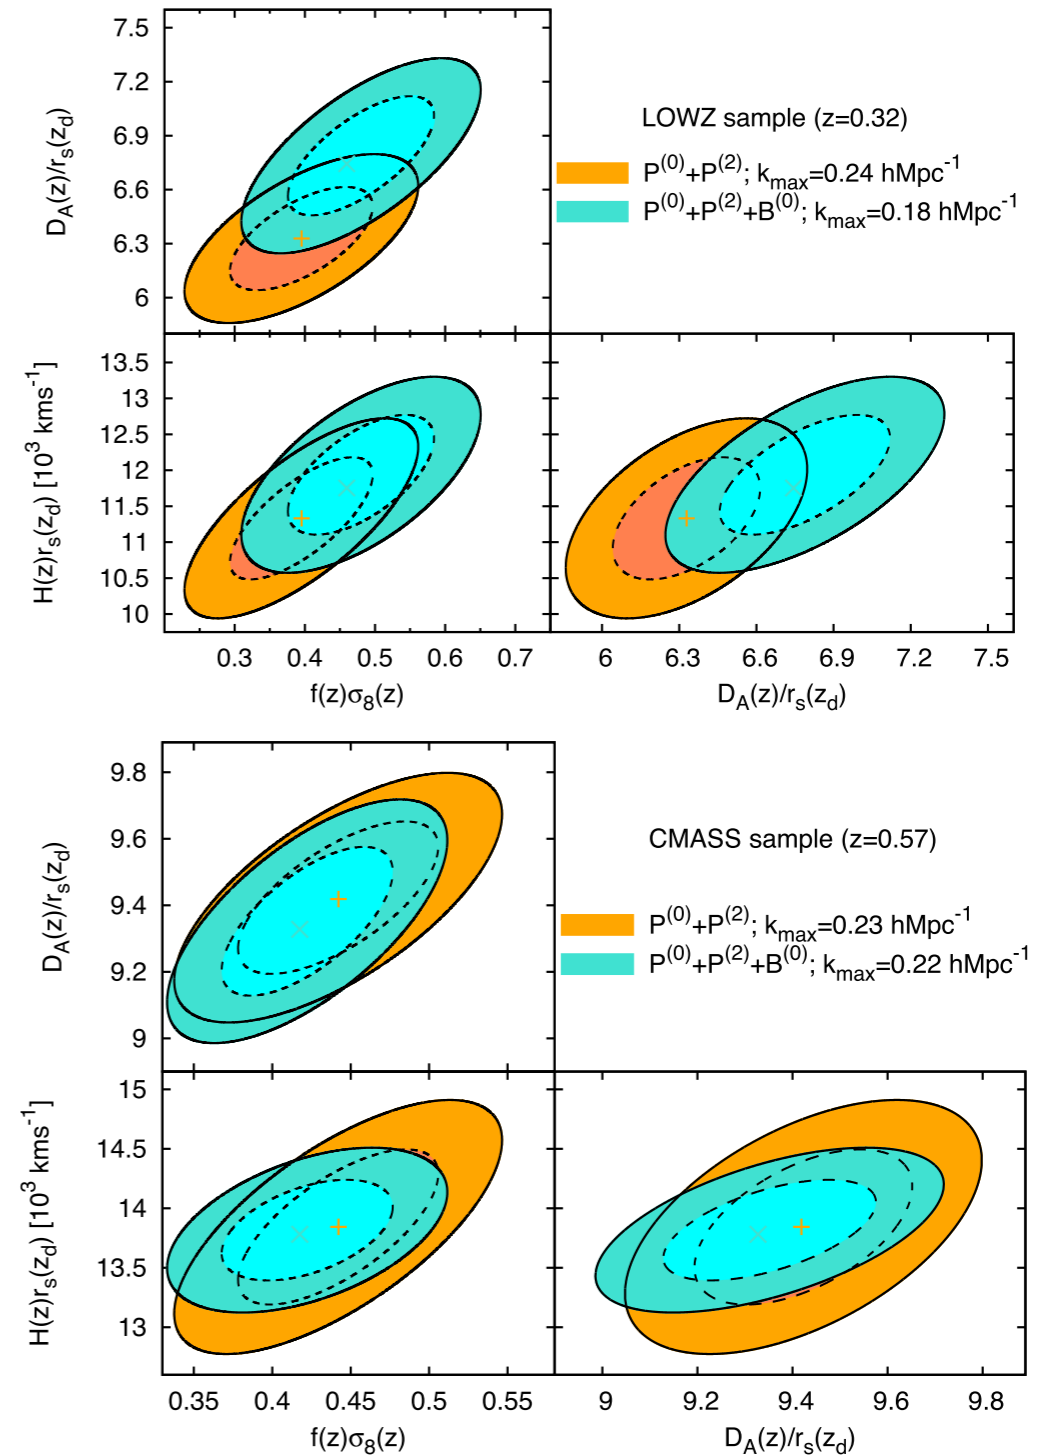 7.5
7.2
6.9
6.6
6.3
6
D_A(z)/r_s(z_d)
LOWZ sample (z=0.32)
P^(0)+P^(2); k_max=0.24 hMpc^-1
P^(0)+P^(2)+B^(0); k_max=0.18 hMpc^-1
13.5
13
12.5
12
11.5
11
10.5
10
H(z)r_s(z_d) [10^3 kms^-1]
0.3 0.4 0.5 0.6 0.7
6 6.3 6.6 6.9 7.2 7.5
f(z)σ_8(z)
D_A(z)/r_s(z_d)
9.8
9.6
9.4
9.2
9
D_A(z)/r_s(z_d)
CMASS sample (z=0.57)
P^(0)+P^(2); k_max=0.23 hMpc^-1
P^(0)+P^(2)+B^(0); k_max=0.22 hMpc^-1
15
14.5
14
13.5
13
H(z)r_s(z_d) [10^3 kms^-1]
0.35 0.4 0.45 0.5 0.55
9 9.2 9.4 9.6 9.8
f(z)σ_8(z)
D_A(z)/r_s(z_d)